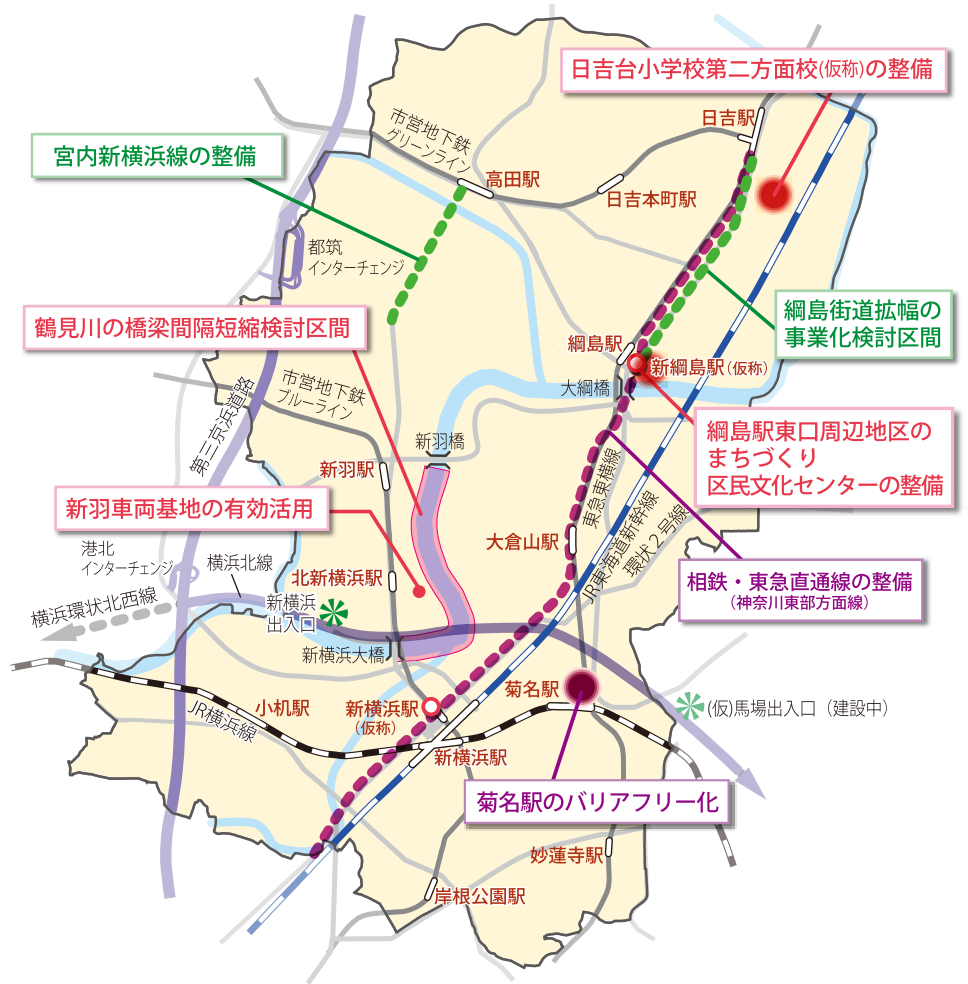 日吉台小学校第二方面校(仮称)の整備
日吉駅
市営地下鉄
グリーンライン
宮内新横浜線の整備
高田駅
日吉本町駅
都筑
インターチェンジ
綱島街道拡幅の
事業化検討区間
鶴見川の橋梁間隔短縮検討区間
綱島駅
新綱島駅(仮称)
大綱橋
市営地下鉄
ブルーライン
第三京浜道路
綱島駅東口周辺地区の
まちづくり
区民文化センターの整備
新羽橋
新羽駅
東急東横線
新羽車両基地の有効活用
JR東海道新幹線
環状2号線
大倉山駅
港北
インターチェンジ
横浜北線
北新横浜駅
相鉄・東急直通線の整備
(神奈川東部方面線)
横浜環状北西線
新横浜
出入口
新横浜大橋
菊名駅
小机駅
新横浜駅
(仮称)
(仮)馬場出入口（建設中）
JR横浜線
新横浜駅
菊名駅のバリアフリー化
妙蓮寺駅
岸根公園駅